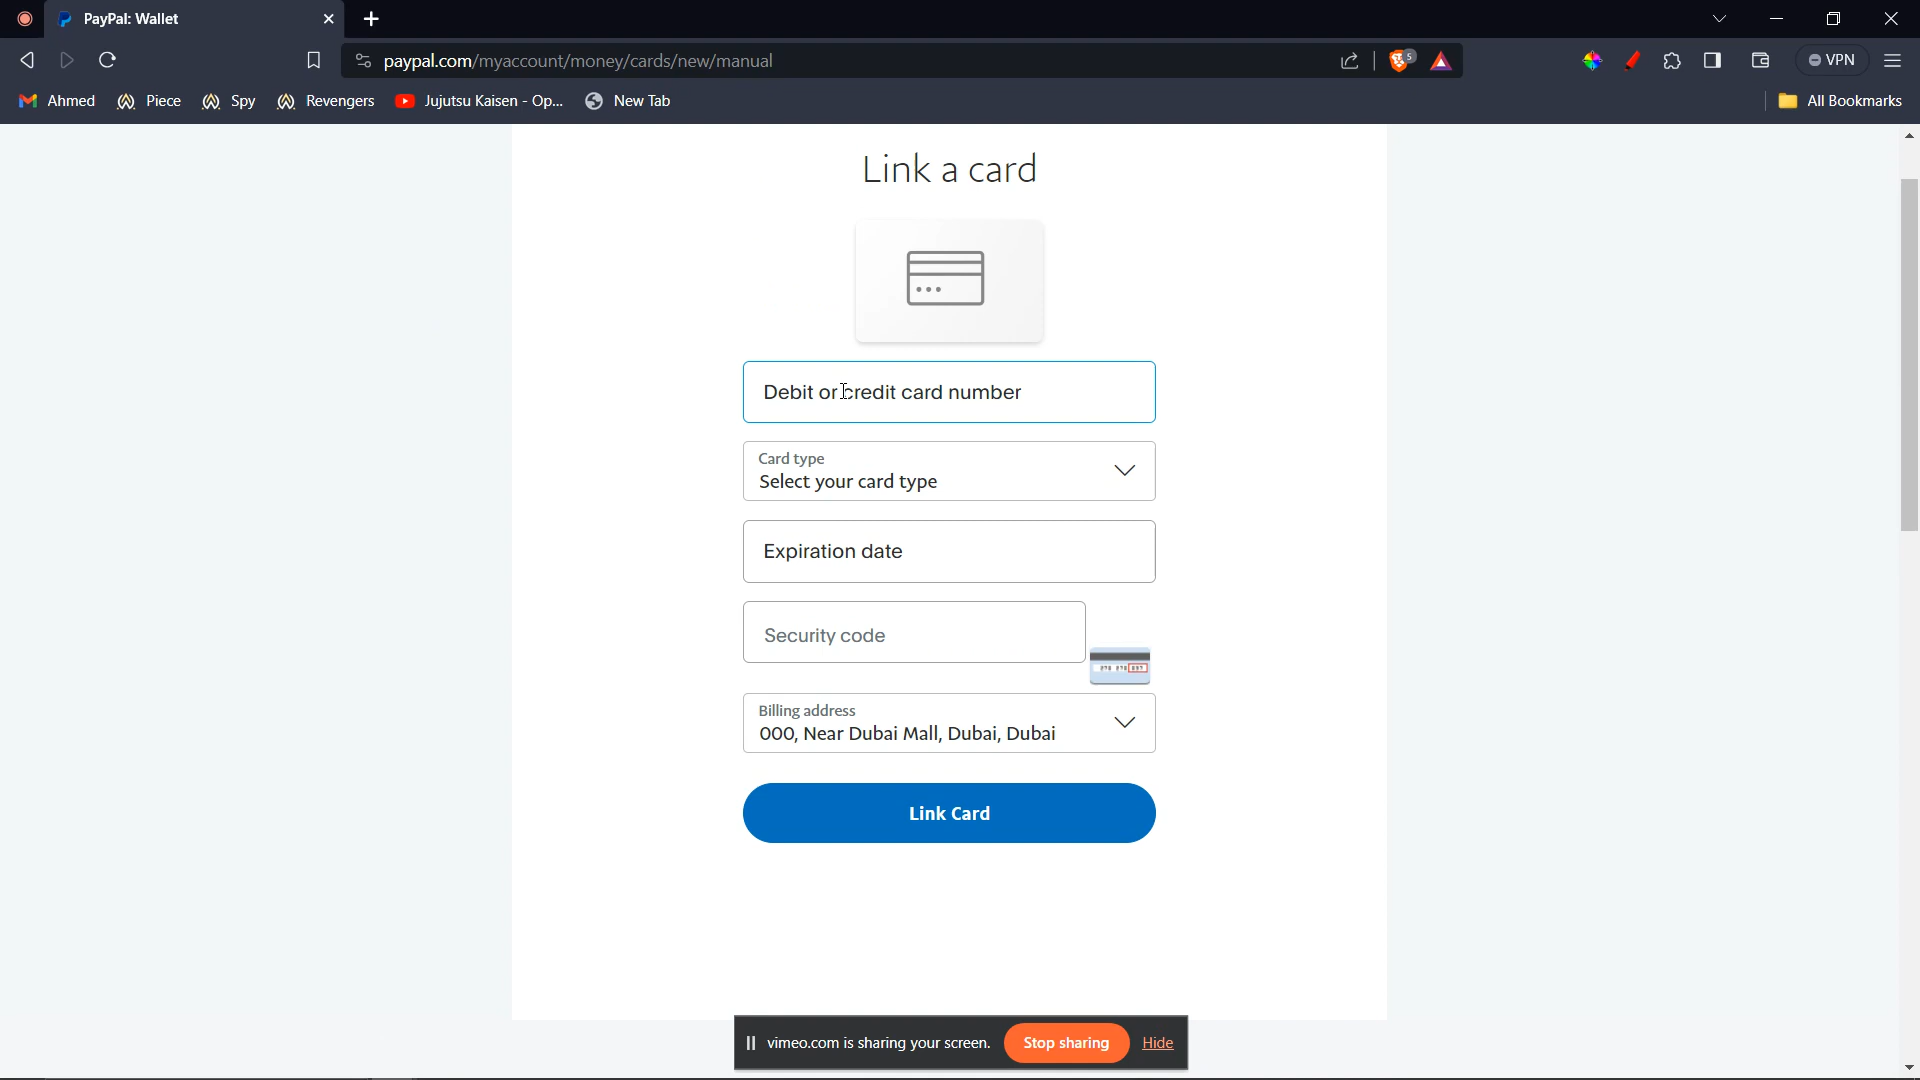 PayPal: Wallet
paypal.com/myaccount/money/cards/new/manual
5
VPN
Ahmed
Piece
Spy
Revengers
Jujutsu Kaisen - Op...
New Tab
All Bookmarks
Link a card
Debit or credit card number
Card type
Select your card type
Expiration date
Security code
Billing address
000, Near Dubai Mall, Dubai, Dubai
Link Card
vimeo.com is sharing your screen.
Stop sharing
Hide